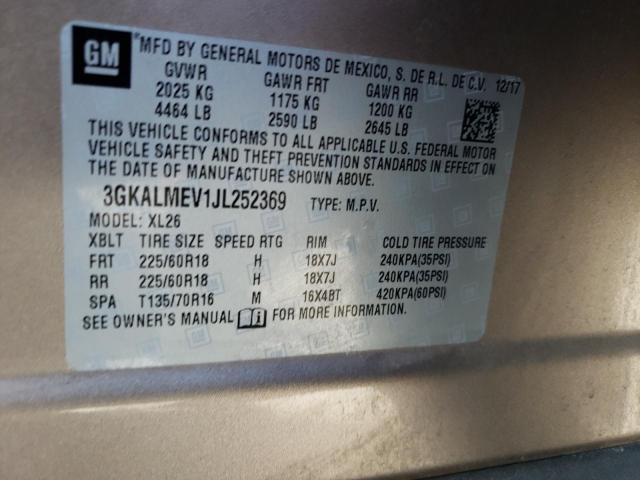 GM
MFD BY GENERAL MOTORS DE MEXICO, S. DE R.L. DE C.V. 12/17
GVWR GAWR FRT GAWR RR
2025 KG 1175 KG 1200 KG
4464 LB 2590 LB 2645 LB
THIS VEHICLE CONFORMS TO ALL APPLICABLE U.S. FEDERAL MOTOR
VEHICLE SAFETY AND THEFT PREVENTION STANDARDS IN EFFECT ON
THE DATE OF MANUFACTURE SHOWN ABOVE.
3GKALMEV1JL252369 TYPE: M.P.V.
MODEL: XL26
XBLT TIRE SIZE SPEED RTG RIM COLD TIRE PRESSURE
FRT 225/60R18 H 18X7J 240KPA(35PSI)
RR 225/60R18 H 18X7J 240KPA(35PSI)
SPA T135/70R16 M 16X4BT 420KPA(60PSI)
SEE OWNER'S MANUAL FOR MORE INFORMATION.